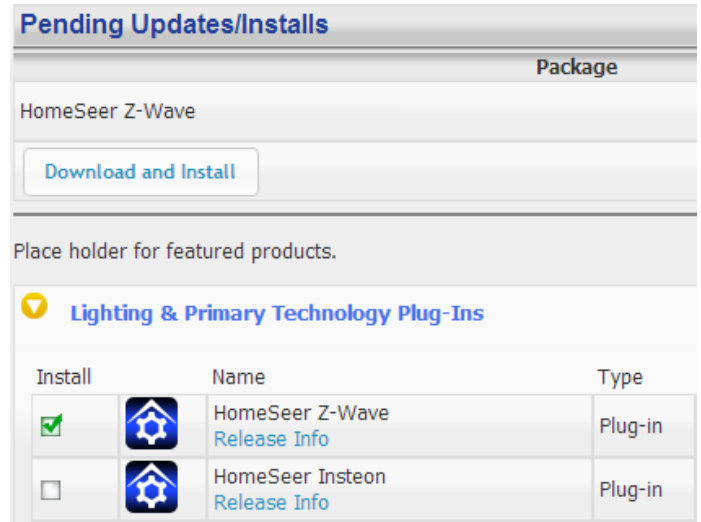 Pending Updates/Installs
Package
HomeSeer Z-Wave
Download and Install
Place holder for featured products.
Lighting & Primary Technology Plug-Ins
Install Name Type
HomeSeer Z-Wave
Release Info
Plug-in
HomeSeer Insteon
Release Info
Plug-in